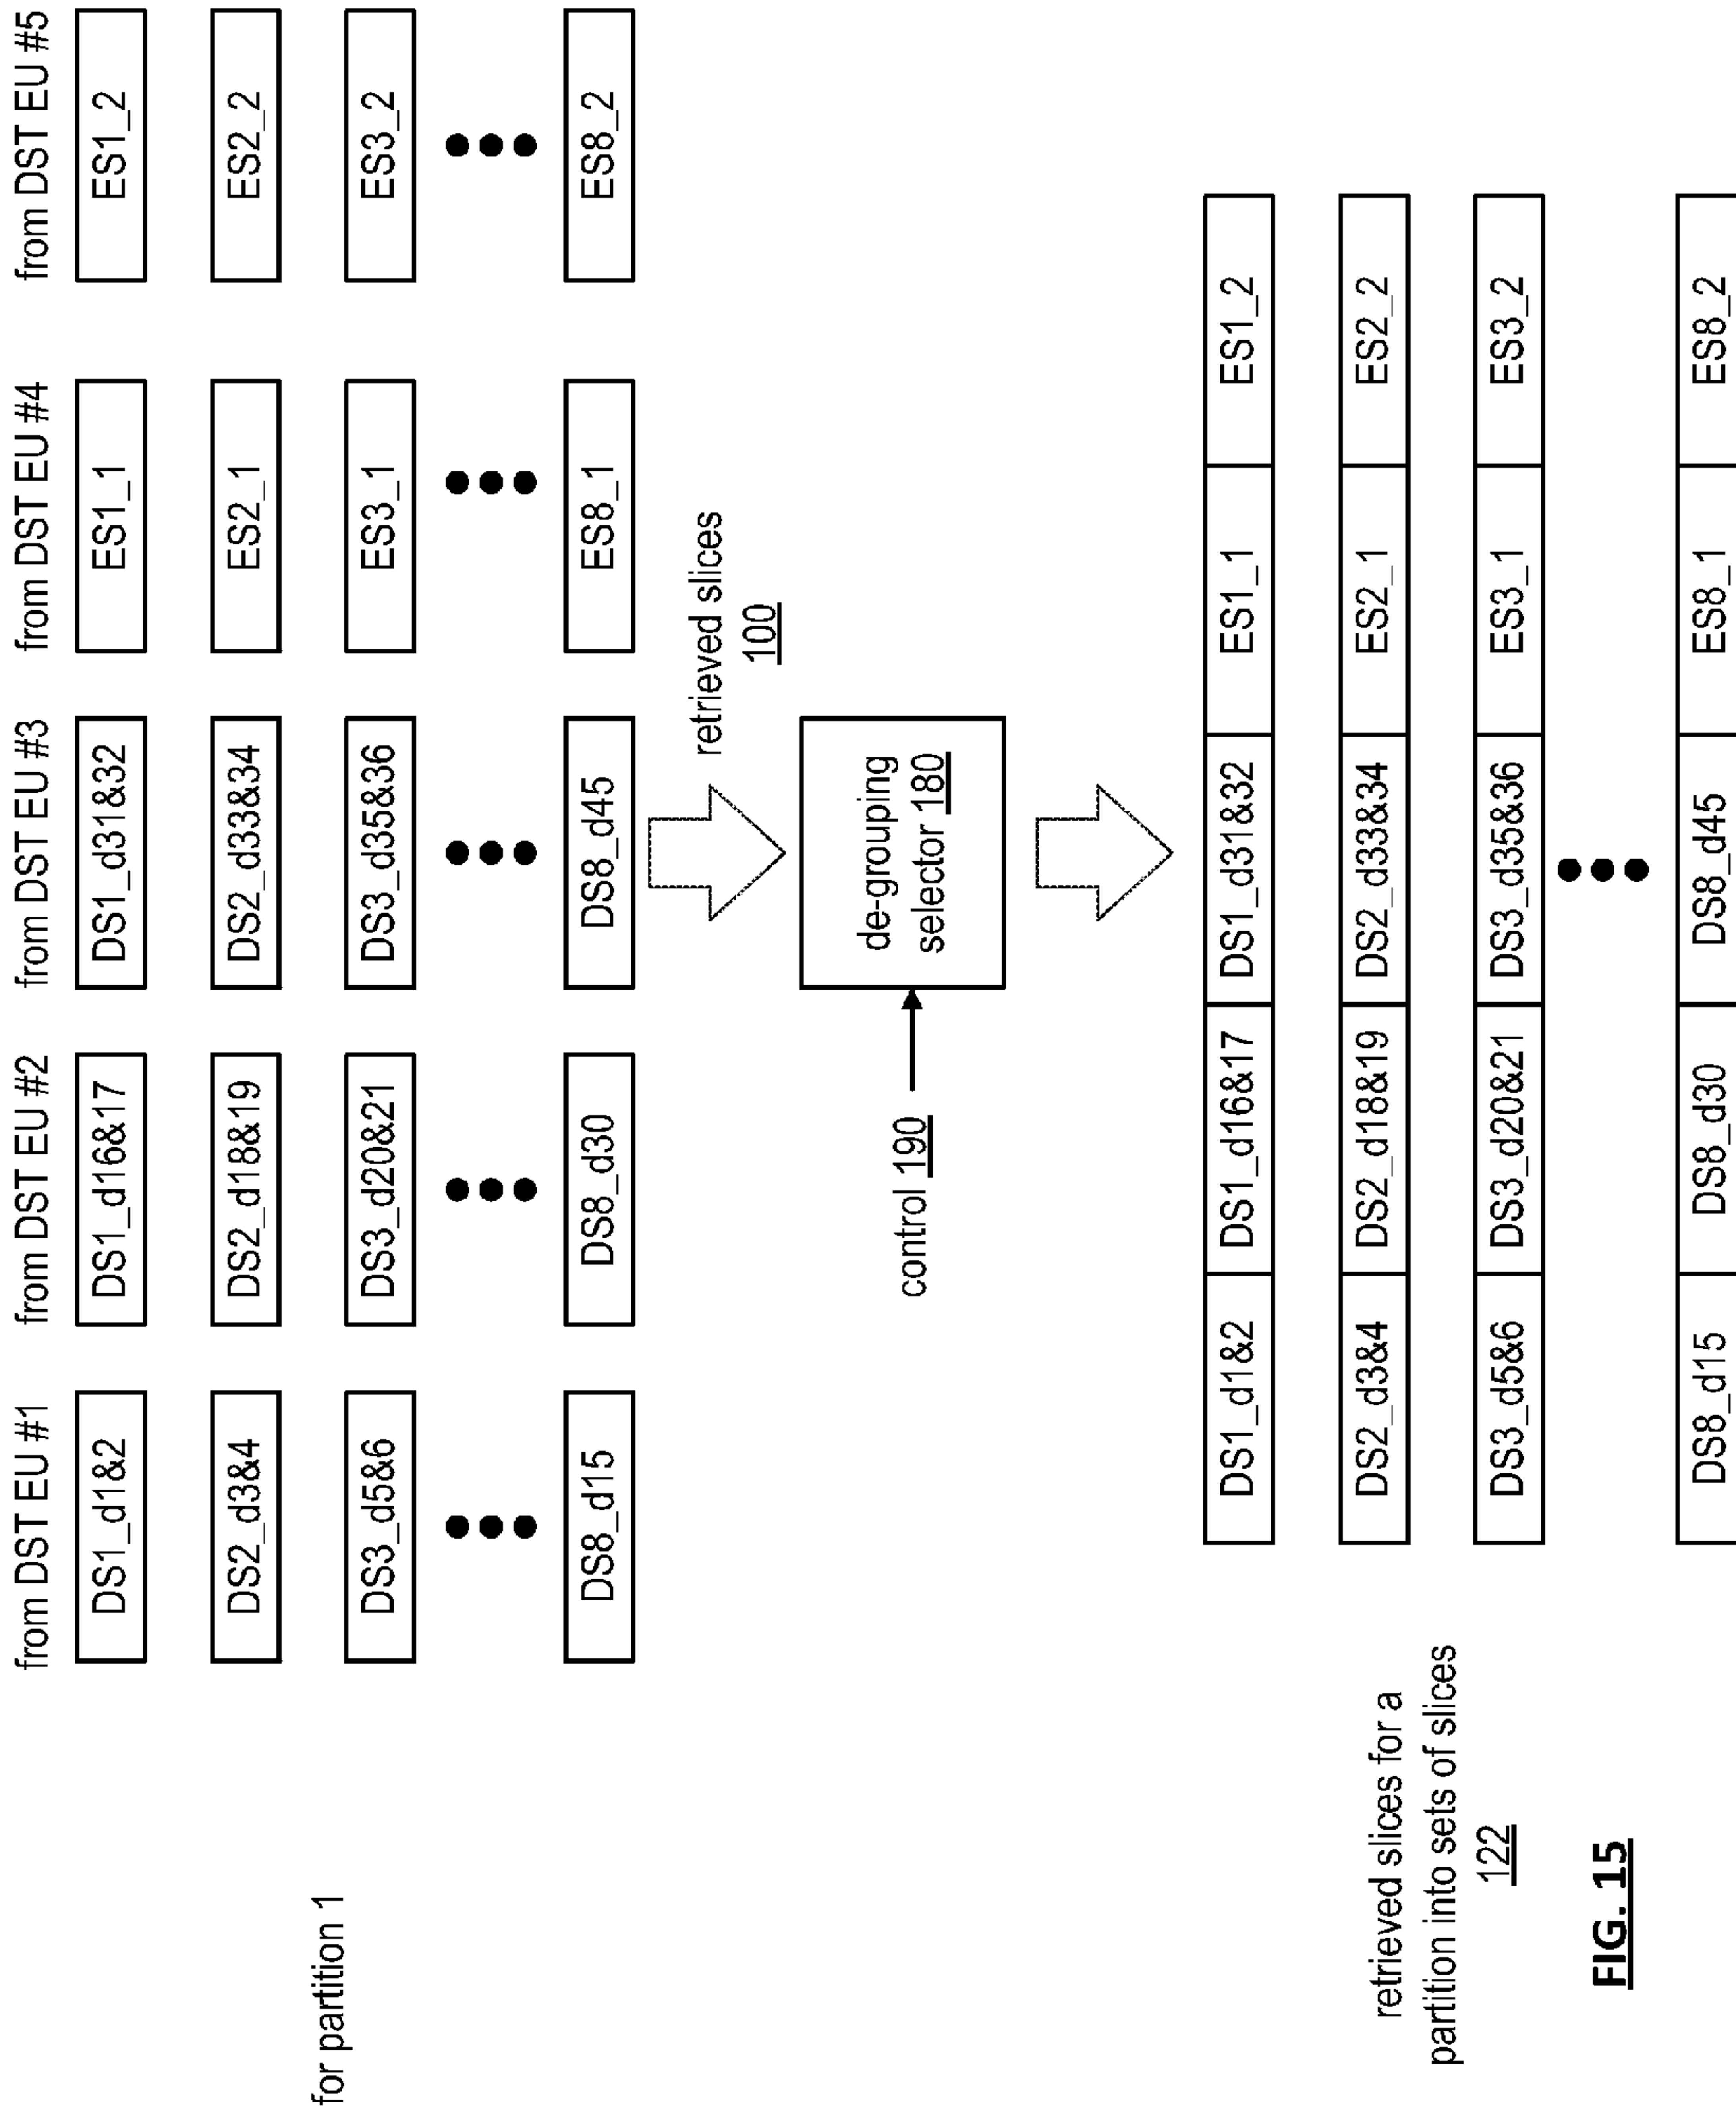 from DST EU #1
from DST EU #2
from DST EU #3
from DST EU #4
from DST EU #5
DS1_d1&2
DS1_d16&17
DS1_d31&32
ES1_1
ES1_2
DS2_d3&4
DS2_d18&19
DS2_d33&34
ES2_1
ES2_2
for partition 1
DS3_d5&6
DS3_d20&21
DS3_d35&36
ES3_1
ES3_2
DS8_d15
DS8_d30
DS8_d45
ES8_1
ES8_2
retrieved slices
100
control 190
de-grouping
selector 180
DS1_d1&2
DS1_d16&17
DS1_d31&32
ES1_1
ES1_2
retrieved slices for a
partition into sets of slices
122
DS2_d3&4
DS2_d18&19
DS2_d33&34
ES2_1
ES2_2
DS3_d5&6
DS3_d20&21
DS3_d35&36
ES3_1
ES3_2
DS8_d15
DS8_d30
DS8_d45
ES8_1
ES8_2
FIG. 15